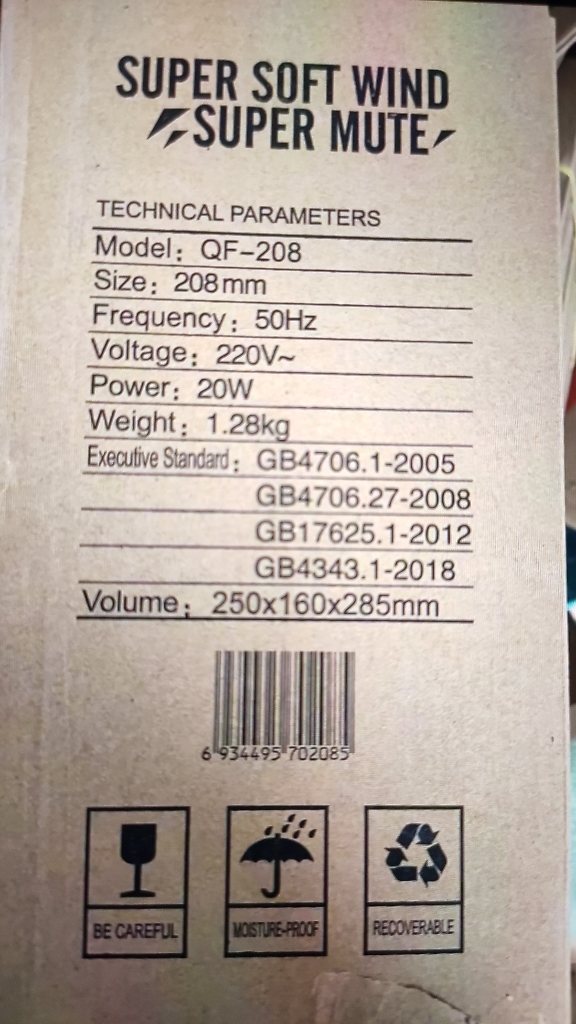 SUPER SOFT WIND
SUPER MUTE
TECHNICAL PARAMETERS
Model: QF-208
Size: 208mm
Frequency: 50Hz
Voltage: 220V~
Power: 20W
Weight: 1.28kg
Executive Standard: GB4706.1-2005
GB4706.27-2008
GB17625.1-2012
GB4343.1-2018
Volume: 250x160x285mm
6 934495 702085
BE CAREFUL
MOISTURE-PROOF
RECOVERABLE